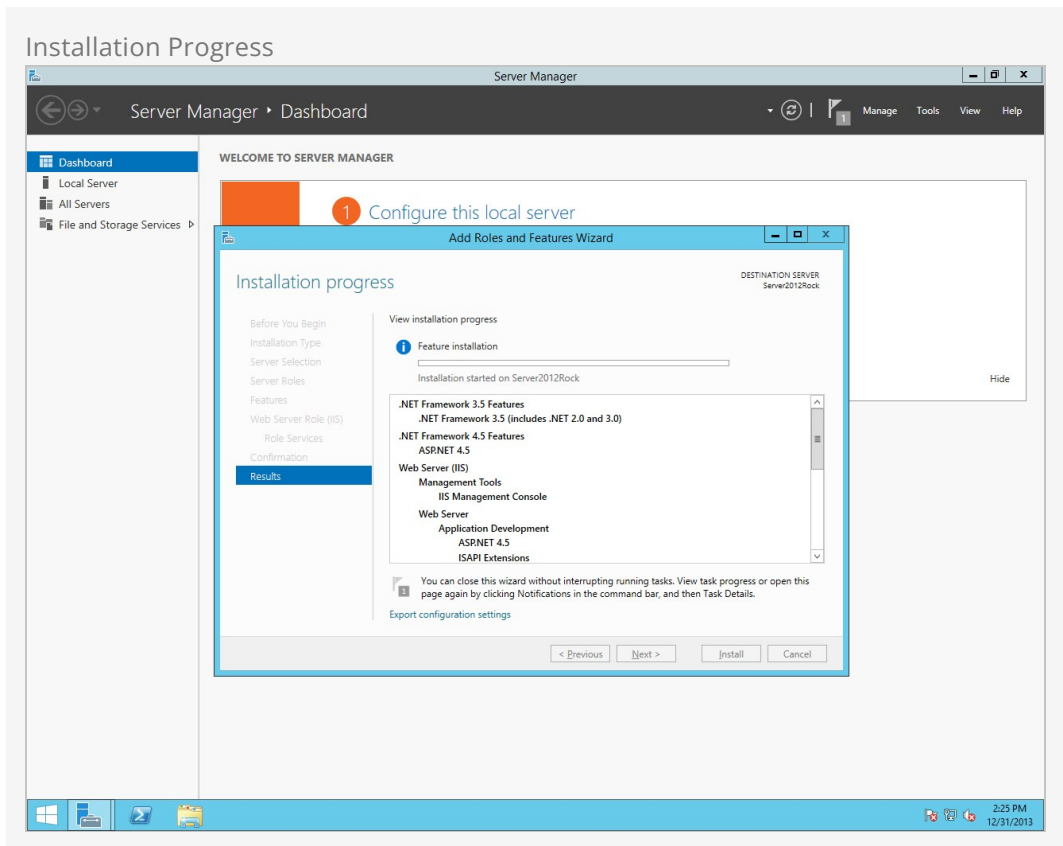 Installation Progress
Server Manager
Server Manager • Dashboard
1 Manage Tools View Help
Dashboard
Local Server
All Servers
File and Storage Services
WELCOME TO SERVER MANAGER
1 Configure this local server
Add Roles and Features Wizard
Installation progress
DESTINATION SERVER
Server2012Rock
Before You Begin
Installation Type
Server Selection
Server Roles
Features
Web Server Role (IIS)
Role Services
Confirmation
Results
View installation progress
Feature installation
Installation started on Server2012Rock
.NET Framework 3.5 Features
.NET Framework 3.5 (includes .NET 2.0 and 3.0)
.NET Framework 4.5 Features
ASP.NET 4.5
Web Server (IIS)
Management Tools
IIS Management Console
Web Server
Application Development
ASP.NET 4.5
ISAPI Extensions
1 You can close this wizard without interrupting running tasks. View task progress or open this
page again by clicking Notifications in the command bar, and then Task Details.
Export configuration settings
< Previous Next > Install Cancel
Hide
2:25 PM
12/31/2013